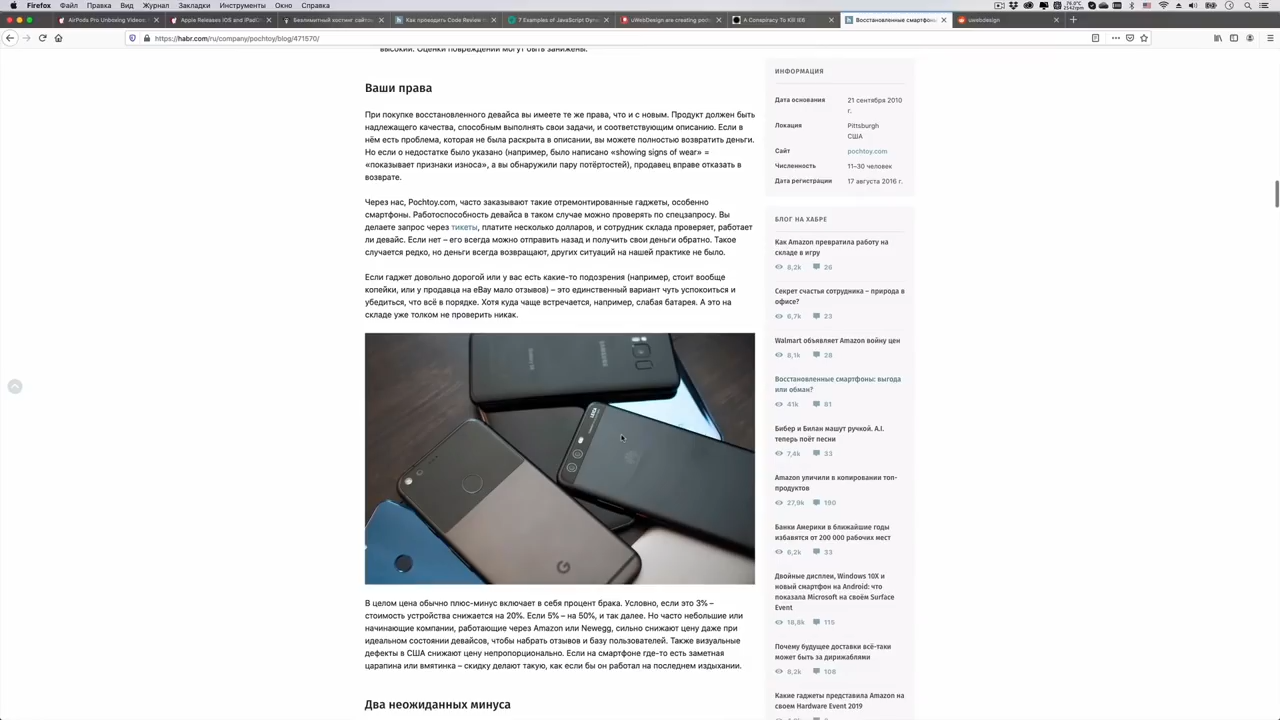 Firefox Файл Правка Вид Журнал Закладки Инструменты Окно Справка
AirPods Pro Unboxing Videos: Apple Releases iOS and iPadO Безлимитный хостинг сайтов Как проводить Code Review 7 Examples of JavaScript Dyn uWebDesign are creating pod A Conspiracy To Kill IE6 Восстановленные смартфоны uwebdesign
https://habr.com/ru/company/pochtoy/blog/471570/
высокий. Оценки повреждений могут быть занижены.
Ваши права
При покупке восстановленного девайса вы имеете те же права, что и с новым. Продукт должен быть
надлежащего качества, способным выполнять свои задачи, и соответствующим описанию. Если в
нём есть проблема, которая не была раскрыта в описании, вы можете полностью возвратить деньги.
Но если о недостатке было указано (например, было написано «showing signs of wear» =
«показывает признаки износа», а вы обнаружили пару потёртостей), продавец вправе отказать в
возврате.
Через нас, Pochtoy.com, часто заказывают такие отремонтированные гаджеты, особенно
смартфоны. Работоспособность девайса в таком случае можно проверять по спецзапросу. Вы
делаете запрос через тикеты, платите несколько долларов, и сотрудник склада проверяет, работает
ли девайс. Если нет – его всегда можно отправить назад и получить свои деньги обратно. Такое
случается редко, но деньги всегда возвращают, других ситуаций на нашей практике не было.
Если гаджет довольно дорогой или у вас есть какие-то подозрения (например, стоит вообще
копейки, или у продавца на eBay мало отзывов) – это единственный вариант чуть успокоиться и
убедиться, что всё в порядке. Хотя куда чаще встречается, например, слабая батарея. А это на
складе уже толком не проверить никак.
SAMSUNG
LEICA
G
В целом цена обычно плюс-минус включает в себя процент брака. Условно, если это 3% –
стоимость устройства снижается на 20%. Если 5% – на 50%, и так далее. Но часто небольшие или
начинающие компании, работающие через Amazon или Newegg, сильно снижают цену даже при
идеальном состоянии девайсов, чтобы набрать отзывов и базу пользователей. Также визуальные
дефекты в США снижают цену непропорционально. Если на смартфоне где-то есть заметная
царапина или вмятинка – скидку делают такую, как если бы он работал на последнем издыхании.
Два неожиданных минуса
ИНФОРМАЦИЯ
Дата основания 21 сентября 2010
г.
Локация Pittsburgh
США
Сайт pochtoy.com
Численность 11–30 человек
Дата регистрации 17 августа 2016 г.
БЛОГ НА ХАБРЕ
Как Amazon превратила работу на
складе в игру
8,2k 26
Секрет счастья сотрудника – природа в
офисе?
6,7k 23
Walmart объявляет Amazon войну цен
8,1k 28
Восстановленные смартфоны: выгода
или обман?
41k 81
Бибер и Билан машут ручкой. A.I.
теперь поёт песни
7,4k 33
Amazon уличили в копировании топ-
продуктов
27,9k 190
Банки Америки в ближайшие годы
избавятся от 200 000 рабочих мест
6,2k 33
Двойные дисплеи, Windows 10X и
новый смартфон на Android: что
показала Microsoft на своём Surface
Event
18,8k 115
Почему будущее доставки всё-таки
может быть за дирижаблями
8,2k 108
Какие гаджеты представила Amazon на
своем Hardware Event 2019